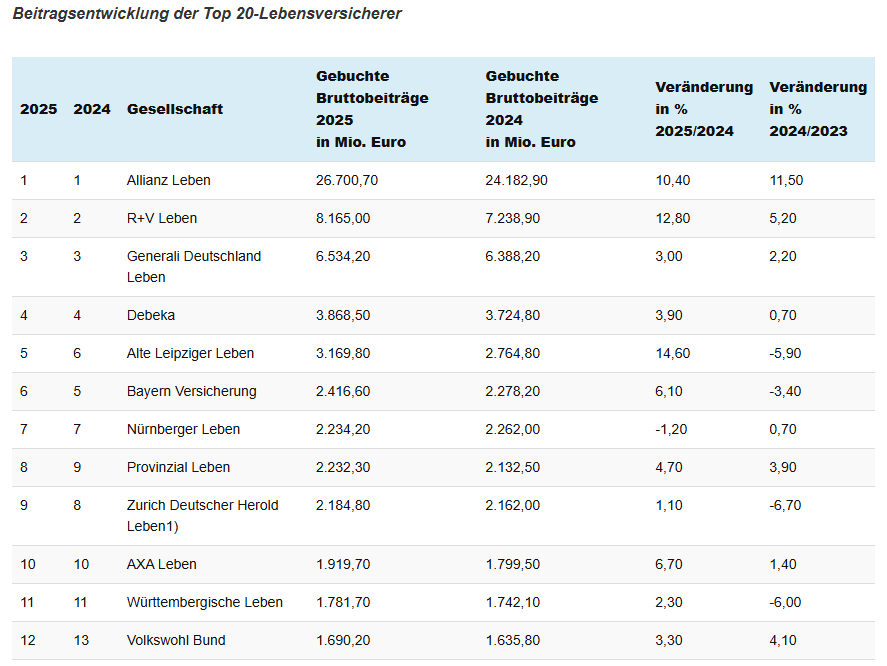 Beitragsentwicklung der Top 20-Lebensversicherer
2025 2024 Gesellschaft Gebuchte Bruttobeiträge 2025 in Mio. Euro Gebuchte Bruttobeiträge 2024 in Mio. Euro Veränderung in % 2025/2024 Veränderung in % 2024/2023
1 1 Allianz Leben 26.700,70 24.182,90 10,40 11,50
2 2 R+V Leben 8.165,00 7.238,90 12,80 5,20
3 3 Generali Deutschland Leben 6.534,20 6.388,20 3,00 2,20
4 4 Debeka 3.868,50 3.724,80 3,90 0,70
5 6 Alte Leipziger Leben 3.169,80 2.764,80 14,60 -5,90
6 5 Bayern Versicherung 2.416,60 2.278,20 6,10 -3,40
7 7 Nürnberger Leben 2.234,20 2.262,00 -1,20 0,70
8 9 Provinzial Leben 2.232,30 2.132,50 4,70 3,90
9 8 Zurich Deutscher Herold Leben1) 2.184,80 2.162,00 1,10 -6,70
10 10 AXA Leben 1.919,70 1.799,50 6,70 1,40
11 11 Württembergische Leben 1.781,70 1.742,10 2,30 -6,00
12 13 Volkswohl Bund 1.690,20 1.635,80 3,30 4,10